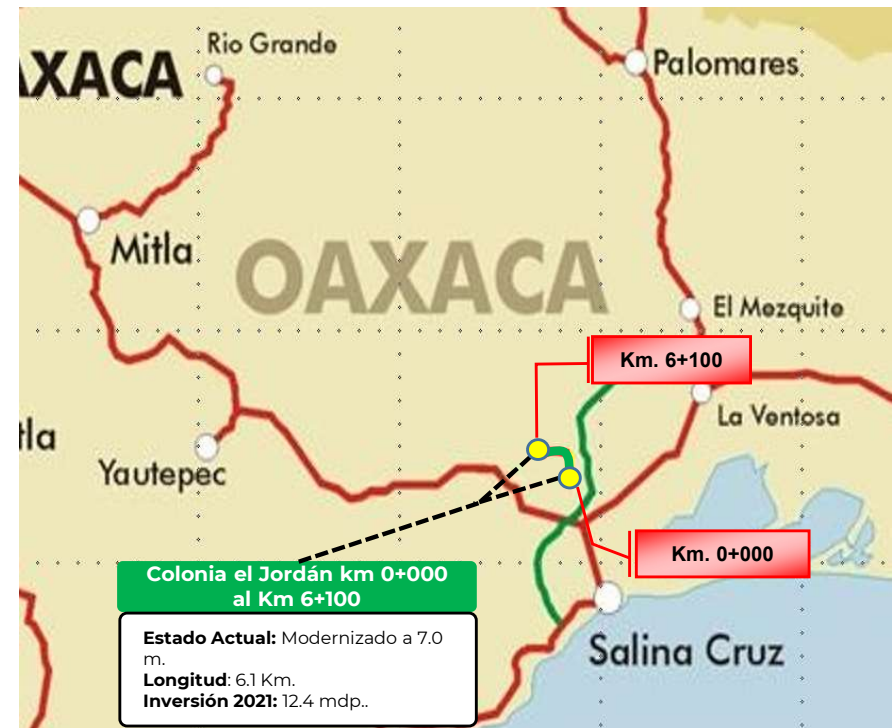 AXACA
Rio Grande
Palomares
Mitla
OAXACA
El Mezquite
Km. 6+100
La Ventosa
tla
Yautepec
Km. 0+000
Colonia el Jordán km 0+000
al Km 6+100
Estado Actual: Modernizado a 7.0
m.
Longitud: 6.1 Km.
Inversión 2021: 12.4 mdp..
Salina Cruz